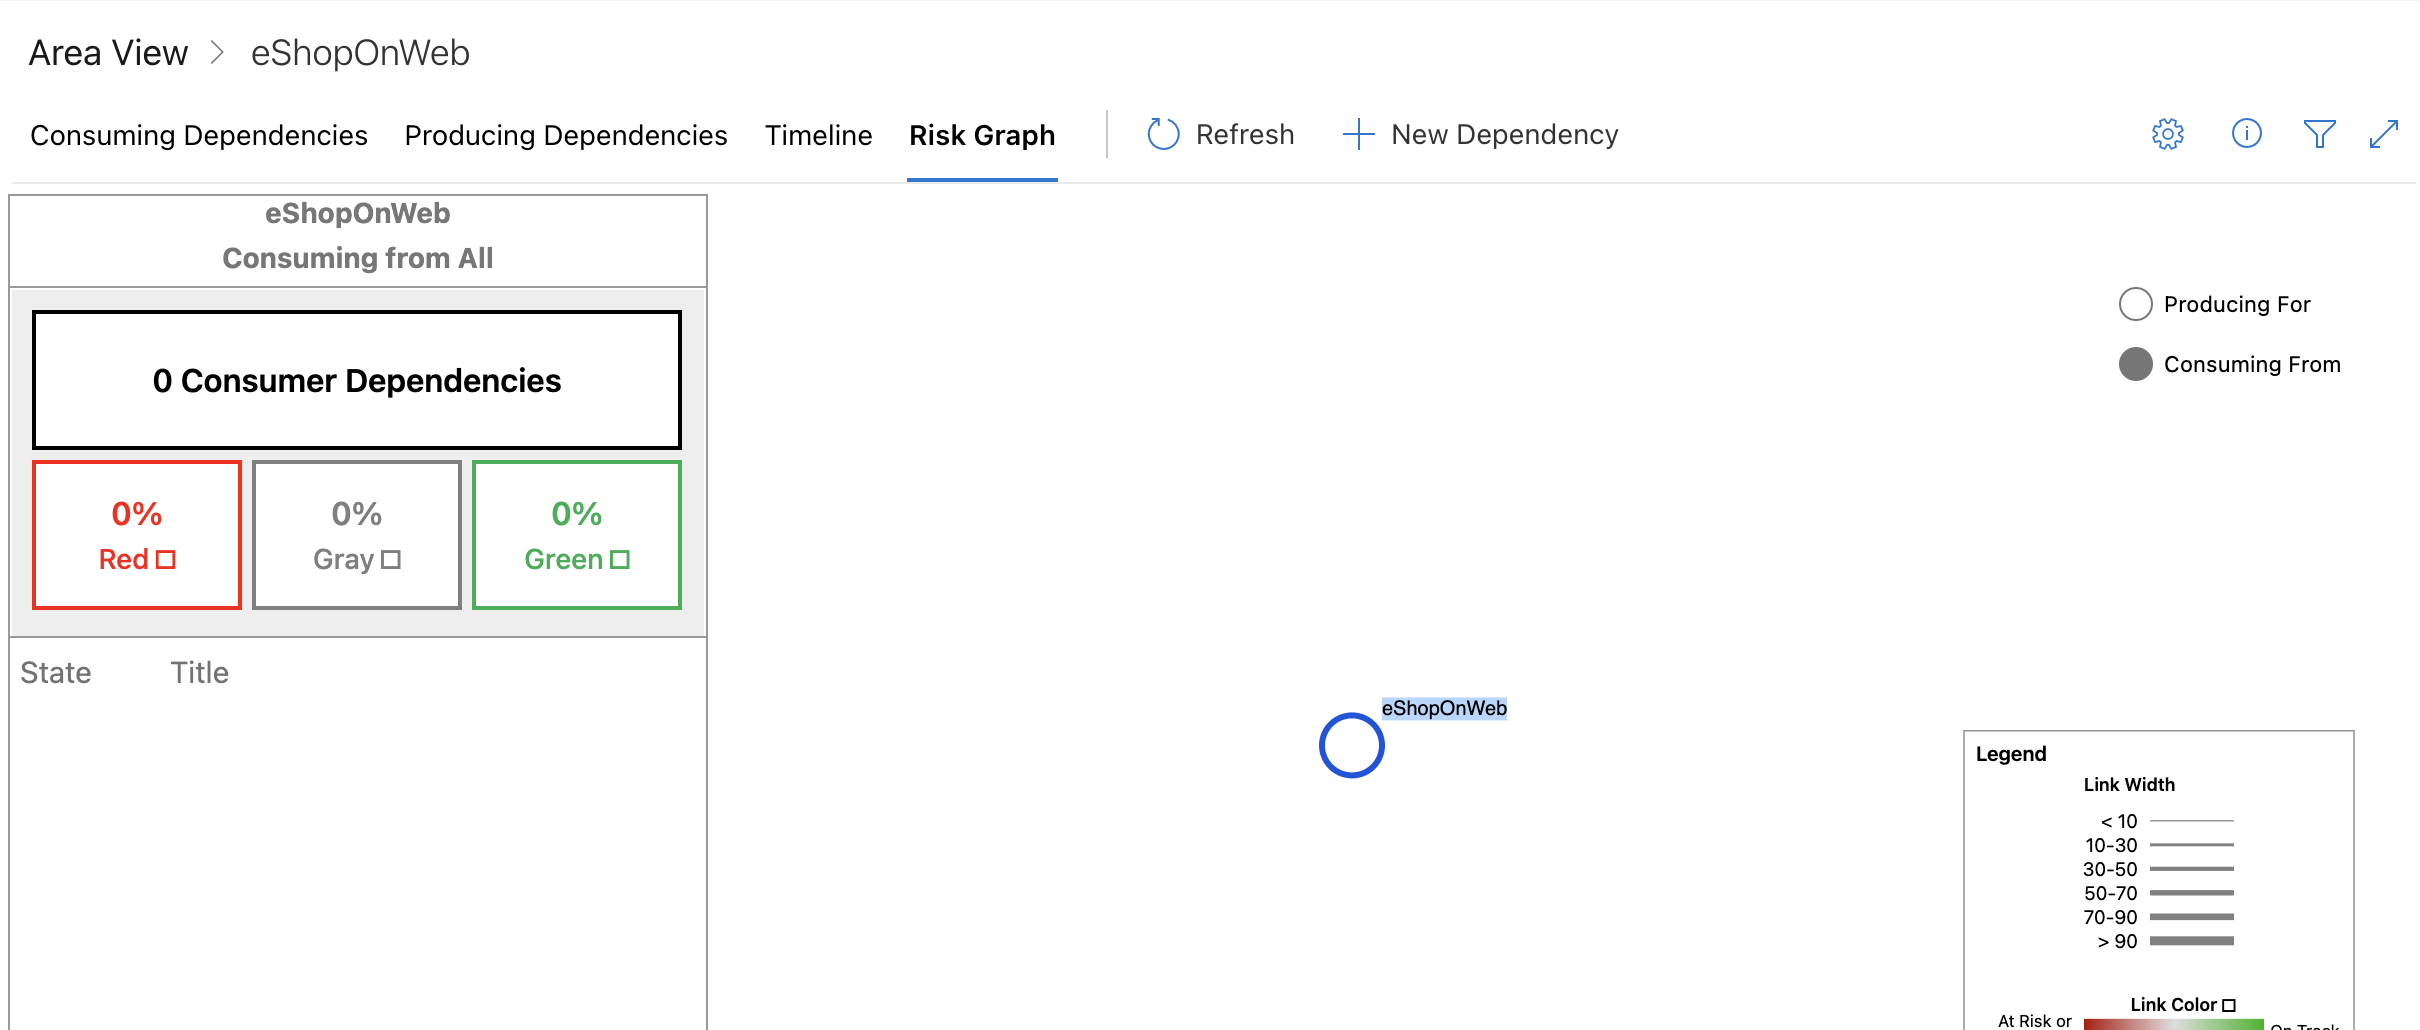 Area View > eShopOnWeb
Consuming Dependencies Producing Dependencies Timeline Risk Graph Refresh New Dependency
eShopOnWeb
Consuming from All
0 Consumer Dependencies
0% 0% 0%
Red Gray Green
State Title
Producing For
Consuming From
eShopOnWeb
Legend
Link Width
< 10
10-30
30-50
50-70
70-90
> 90
Link Color
At Risk or On Track